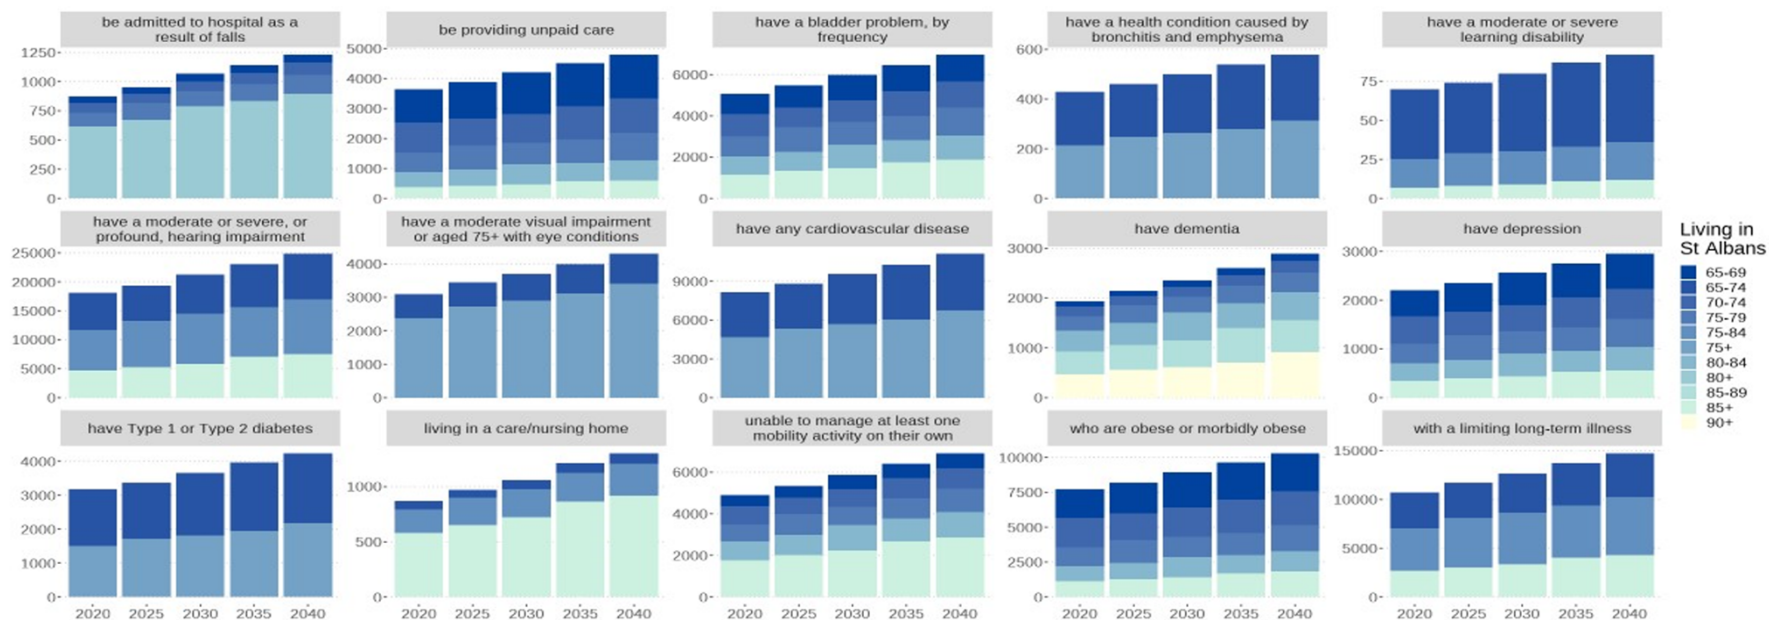 be admitted to hospital as a
result of falls
be providing unpaid care
have a bladder problem, by
frequency
have a health condition caused by
bronchitis and emphysema
have a moderate or severe
learning disability
1250
1000
750
500
250
0
5000
4000
3000
2000
1000
0
6000
4000
2000
0
600
400
200
0
75
50
25
0
have a moderate or severe, or
profound, hearing impairment
have a moderate visual impairment
or aged 75+ with eye conditions
have any cardiovascular disease
have dementia
have depression
25000
20000
15000
10000
5000
0
4000
3000
2000
1000
0
9000
6000
3000
0
3000
2000
1000
0
3000
2000
1000
0
have Type 1 or Type 2 diabetes
living in a care/nursing home
unable to manage at least one
mobility activity on their own
who are obese or morbidly obese
with a limiting long-term illness
4000
3000
2000
1000
0
1000
500
0
6000
4000
2000
0
10000
7500
5000
2500
0
15000
10000
5000
0
2020 2025 2030 2035 2040
2020 2025 2030 2035 2040
2020 2025 2030 2035 2040
2020 2025 2030 2035 2040
2020 2025 2030 2035 2040
Living in
St Albans
65-69
65-74
70-74
75-79
75-84
75+
80-84
80+
85-89
85+
90+